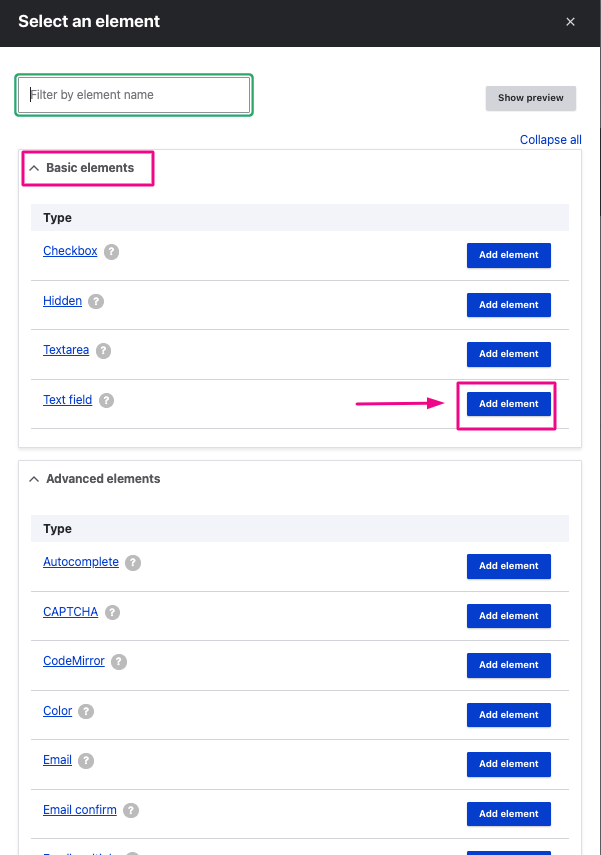 Select an element
×
Filter by element name
Show preview
Collapse all
Basic elements
Type
Checkbox ? Add element
Hidden ? Add element
Textarea ? Add element
Text field ? Add element
Advanced elements
Type
Autocomplete ? Add element
CAPTCHA ? Add element
CodeMirror ? Add element
Color ? Add element
Email ? Add element
Email confirm ? Add element